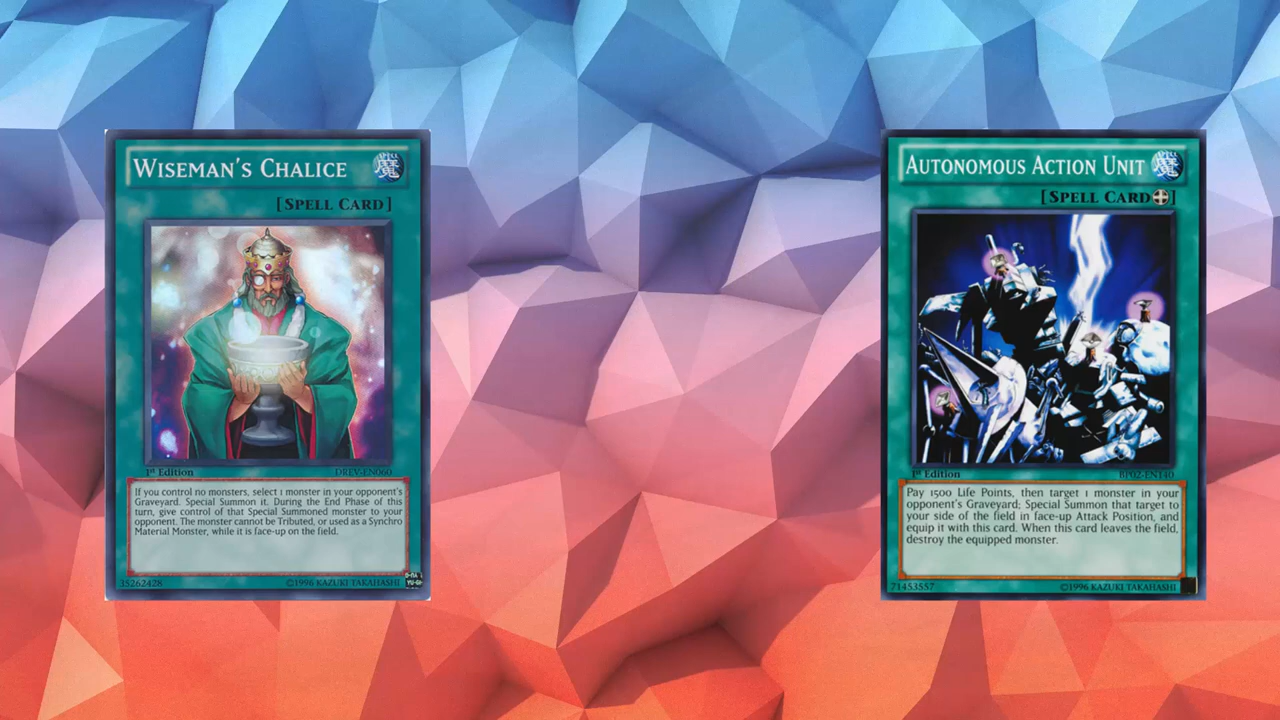 WISEMAN'S CHALICE
魔
[SPELL CARD]
1st Edition
DREV-EN060
If you control no monsters, select 1 monster in your opponent's
Graveyard. Special Summon it. During the End Phase of this
turn, give control of that Special Summoned monster to your
opponent. The monster cannot be Tributed, or used as a Synchro
Material Monster, while it is face-up on the field.
35262428
©1996 KAZUKI TAKAHASHI
AUTONOMOUS ACTION UNIT
魔
[SPELL CARD]
1st Edition
BP02-EN140
Pay 1500 Life Points, then target 1 monster in your
opponent's Graveyard; Special Summon that target to
your side of the field in face-up Attack Position, and
equip it with this card. When this card leaves the field,
destroy the equipped monster.
71453557
©1996 KAZUKI TAKAHASHI